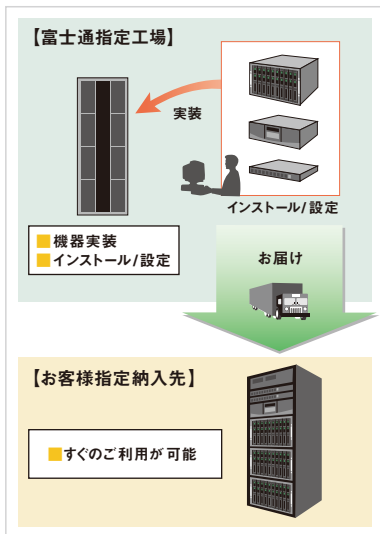 【富士通指定工場】
実装
インストール/設定
■機器実装
■インストール/設定
お届け
【お客様指定納入先】
■すぐのご利用が可能